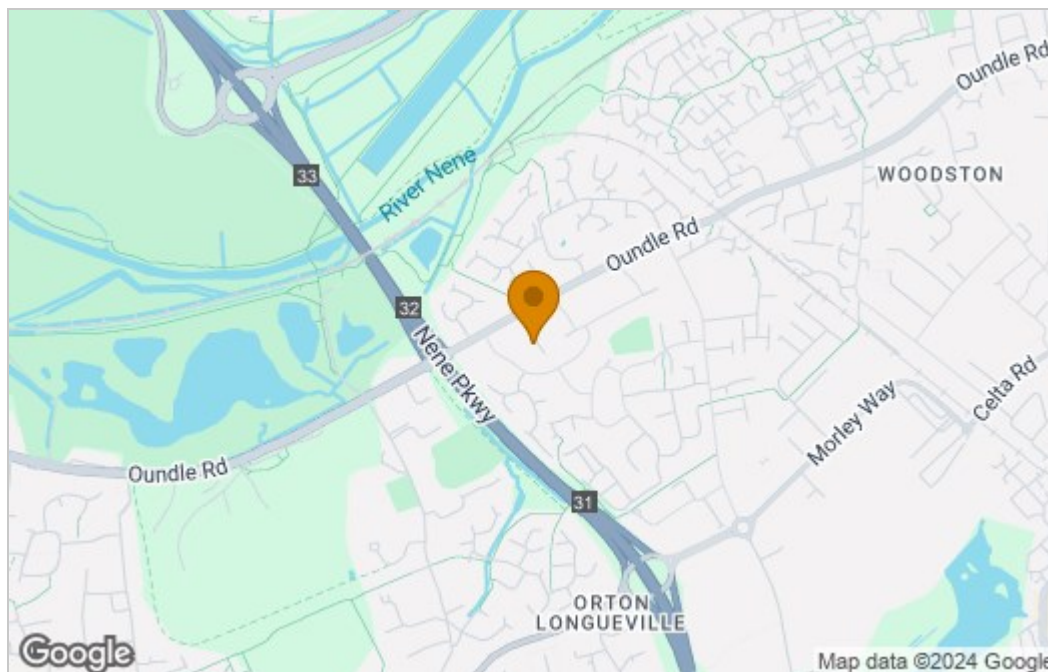 Oundle Rd
WOODSTON
33
River Nene
Oundle Rd
32
Nene Pkwy
Celta Rd
Morley Way
Oundle Rd
31
ORTON
LONGUEVILLE
Google
Map data ©2024 Google